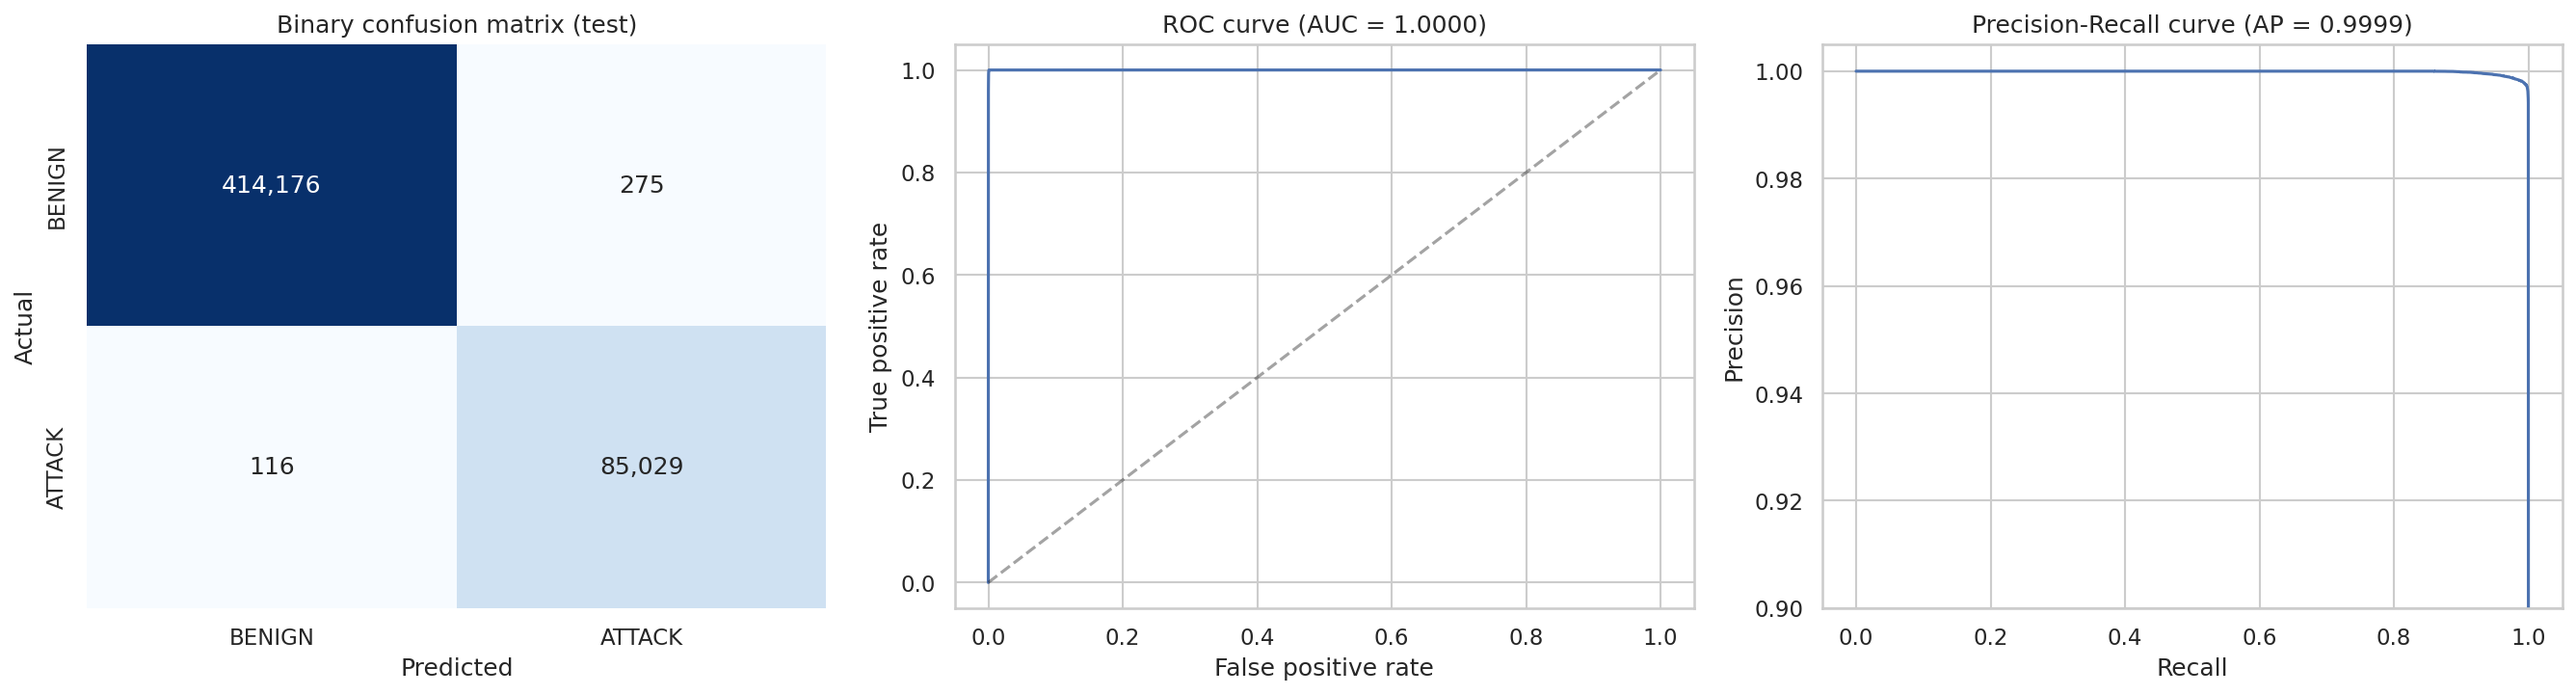 Binary confusion matrix (test)
Actual
BENIGN
ATTACK
414,176
275
116
85,029
BENIGN
ATTACK
Predicted
ROC curve (AUC = 1.0000)
True positive rate
1.0
0.8
0.6
0.4
0.2
0.0
0.0
0.2
0.4
0.6
0.8
1.0
False positive rate
Precision-Recall curve (AP = 0.9999)
Precision
1.00
0.98
0.96
0.94
0.92
0.90
0.0
0.2
0.4
0.6
0.8
1.0
Recall